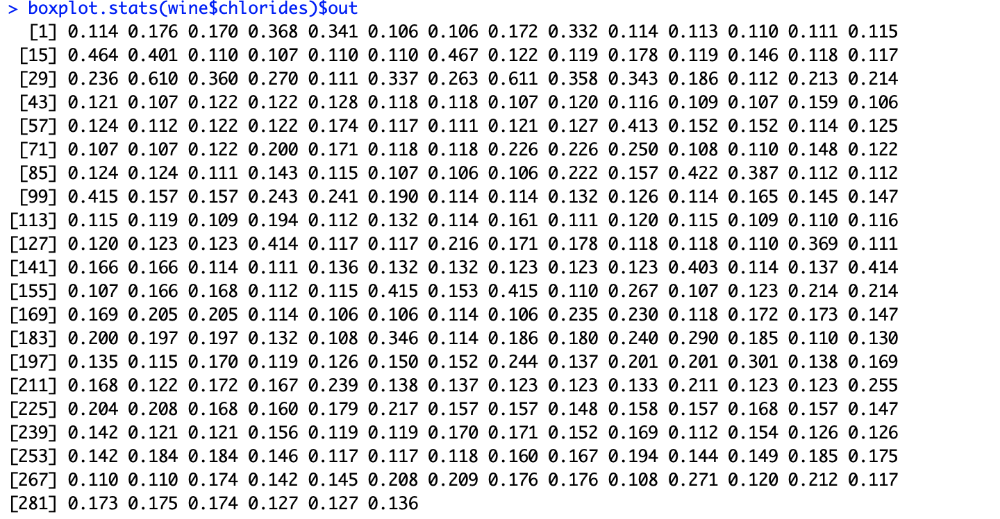 > boxplot.stats(wine$chlorides)$out
[1] 0.114 0.176 0.170 0.368 0.341 0.106 0.106 0.172 0.332 0.114 0.113 0.110 0.111 0.115
[15] 0.464 0.401 0.110 0.107 0.110 0.110 0.467 0.122 0.119 0.178 0.119 0.146 0.118 0.117
[29] 0.236 0.610 0.360 0.270 0.111 0.337 0.263 0.611 0.358 0.343 0.186 0.112 0.213 0.214
[43] 0.121 0.107 0.122 0.122 0.128 0.118 0.118 0.107 0.120 0.116 0.109 0.107 0.159 0.106
[57] 0.124 0.112 0.122 0.122 0.174 0.117 0.111 0.121 0.127 0.413 0.152 0.152 0.114 0.125
[71] 0.107 0.107 0.122 0.200 0.171 0.118 0.118 0.226 0.226 0.250 0.108 0.110 0.148 0.122
[85] 0.124 0.124 0.111 0.143 0.115 0.107 0.106 0.106 0.222 0.157 0.422 0.387 0.112 0.112
[99] 0.415 0.157 0.157 0.243 0.241 0.190 0.114 0.114 0.132 0.126 0.114 0.165 0.145 0.147
[113] 0.115 0.119 0.109 0.194 0.112 0.132 0.114 0.161 0.111 0.120 0.115 0.109 0.110 0.116
[127] 0.120 0.123 0.123 0.414 0.117 0.117 0.216 0.171 0.178 0.118 0.118 0.110 0.369 0.111
[141] 0.166 0.166 0.114 0.111 0.136 0.132 0.132 0.123 0.123 0.123 0.403 0.114 0.137 0.414
[155] 0.107 0.166 0.168 0.112 0.115 0.415 0.153 0.415 0.110 0.267 0.107 0.123 0.214 0.214
[169] 0.169 0.205 0.205 0.114 0.106 0.106 0.114 0.106 0.235 0.230 0.118 0.172 0.173 0.147
[183] 0.200 0.197 0.197 0.132 0.108 0.346 0.114 0.186 0.180 0.240 0.290 0.185 0.110 0.130
[197] 0.135 0.115 0.170 0.119 0.126 0.150 0.152 0.244 0.137 0.201 0.201 0.301 0.138 0.169
[211] 0.168 0.122 0.172 0.167 0.239 0.138 0.137 0.123 0.123 0.133 0.211 0.123 0.123 0.255
[225] 0.204 0.208 0.168 0.160 0.179 0.217 0.157 0.157 0.148 0.158 0.157 0.168 0.157 0.147
[239] 0.142 0.121 0.121 0.156 0.119 0.119 0.170 0.171 0.152 0.169 0.112 0.154 0.126 0.126
[253] 0.142 0.184 0.184 0.146 0.117 0.117 0.118 0.160 0.167 0.194 0.144 0.149 0.185 0.175
[267] 0.110 0.110 0.174 0.142 0.145 0.208 0.209 0.176 0.176 0.108 0.271 0.120 0.212 0.117
[281] 0.173 0.175 0.174 0.127 0.127 0.136